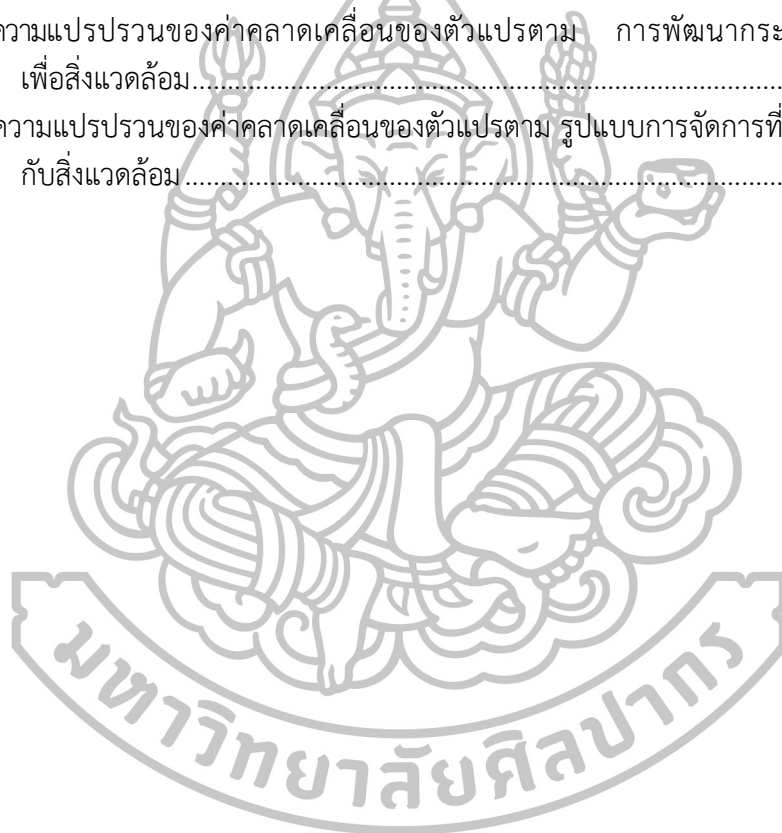 ความแปรปรวนของค่าคลาดเคลื่อนของตัวแปรตาม การพัฒนากระ
เพื่อสิ่งแวดล้อม
ความแปรปรวนของค่าคลาดเคลื่อนของตัวแปรตาม รูปแบบการจัดการที่
กับสิ่งแวดล้อม
มหาวิทยาลัยศิลปากร